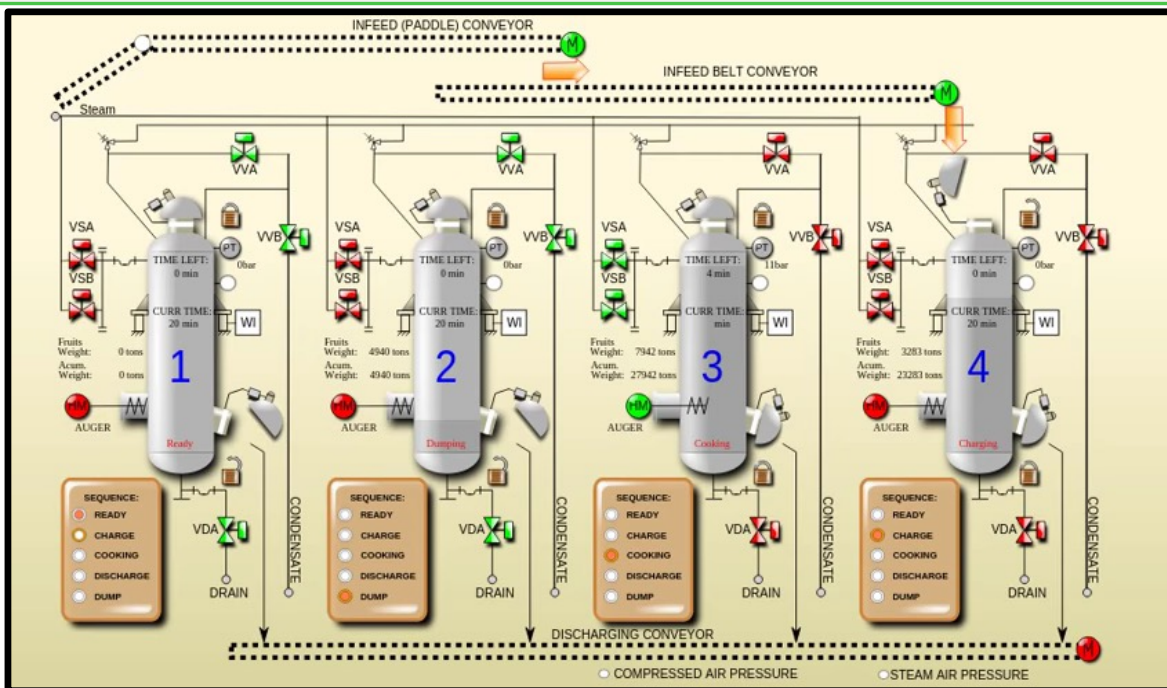 INFEED (PADDLE) CONVEYOR
M
INFEED BELT CONVEYOR
M
Steam
VVA
VSA
VVB
PT
0bar
TIME LEFT:
0 min
VSB
CURR TIME:
20 min
WI
Fruits
Weight: 0 tons
Acum.
Weight: 0 tons
1
HM
AUGER
Ready
SEQUENCE:
READY
CHARGE
COOKING
DISCHARGE
DUMP
VDA
DRAIN
CONDENSATE
VVA
VSA
VVB
PT
0bar
TIME LEFT:
0 min
VSB
CURR TIME:
20 min
WI
Fruits
Weight: 4940 tons
Acum.
Weight: 4940 tons
2
HM
AUGER
Dumping
SEQUENCE:
READY
CHARGE
COOKING
DISCHARGE
DUMP
VDA
DRAIN
CONDENSATE
VVA
VSA
VVB
PT
11bar
TIME LEFT:
4 min
VSB
CURR TIME:
min
WI
Fruits
Weight: 7942 tons
Acum.
Weight: 27942 tons
3
HM
AUGER
Cooking
SEQUENCE:
READY
CHARGE
COOKING
DISCHARGE
DUMP
VDA
DRAIN
CONDENSATE
VVA
VSA
VVB
PT
0bar
TIME LEFT:
0 min
VSB
CURR TIME:
20 min
WI
Fruits
Weight: 3283 tons
Acum.
Weight: 23283 tons
4
HM
AUGER
Charging
SEQUENCE:
READY
CHARGE
COOKING
DISCHARGE
DUMP
VDA
DRAIN
CONDENSATE
DISCHARGING CONVEYOR
M
COMPRESSED AIR PRESSURE
STEAM AIR PRESSURE